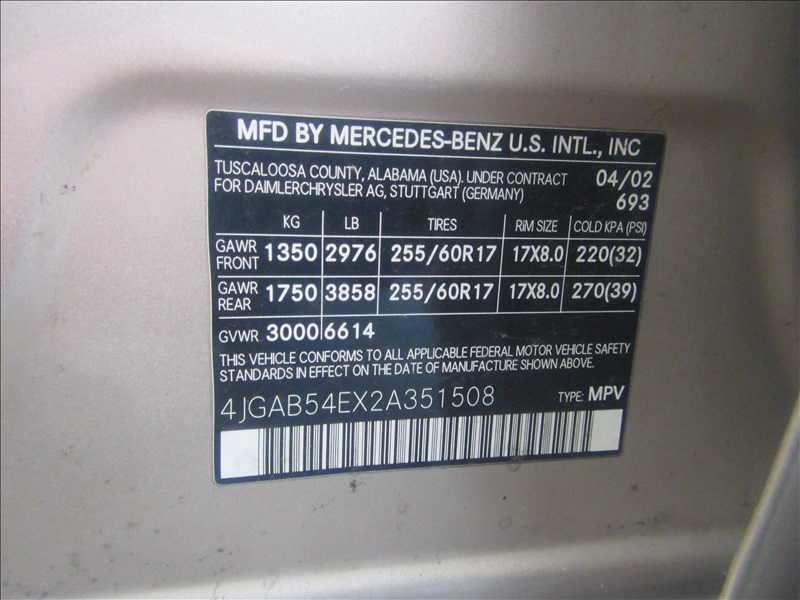 MFD BY MERCEDES-BENZ U.S. INTL., INC
TUSCALOOSA COUNTY, ALABAMA (USA). UNDER CONTRACT 04/02
FOR DAIMLERCHRYSLER AG, STUTTGART (GERMANY) 693
KG LB TIRES RIM SIZE COLD KPA (PSI)
GAWR FRONT 1350 2976 255/60R17 17X8.0 220(32)
GAWR REAR 1750 3858 255/60R17 17X8.0 270(39)
GVWR 3000 6614
THIS VEHICLE CONFORMS TO ALL APPLICABLE FEDERAL MOTOR VEHICLE SAFETY
STANDARDS IN EFFECT ON THE DATE OF MANUFACTURE SHOWN ABOVE.
4JGAB54EX2A351508 TYPE: MPV